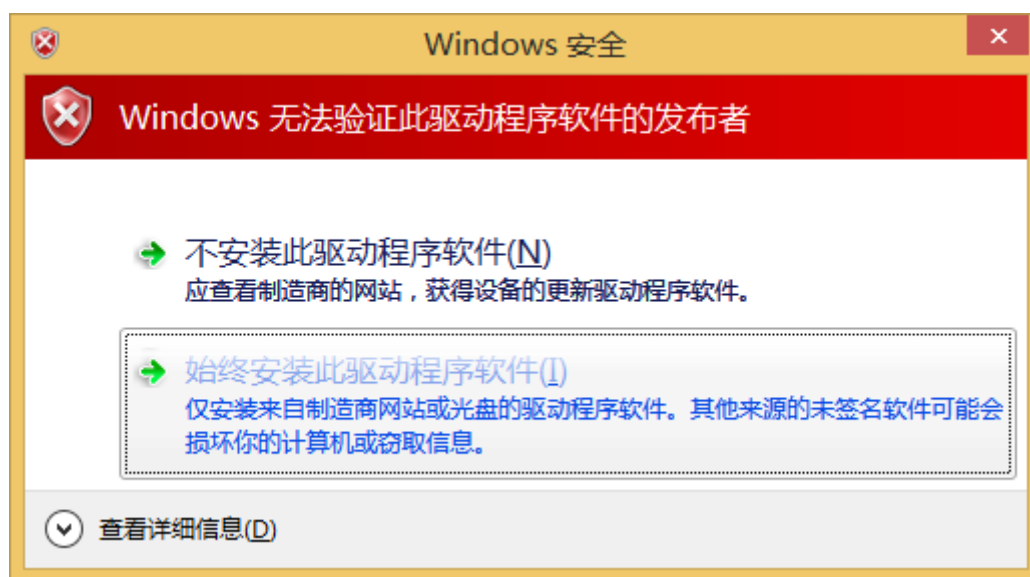 Windows 安全
Windows 无法验证此驱动程序软件的发布者
不安装此驱动程序软件(N)
应查看制造商的网站，获得设备的更新驱动程序软件。
始终安装此驱动程序软件(I)
仅安装来自制造商网站或光盘的驱动程序软件。其他来源的未签名软件可能会
损坏你的计算机或窃取信息。
查看详细信息(D)